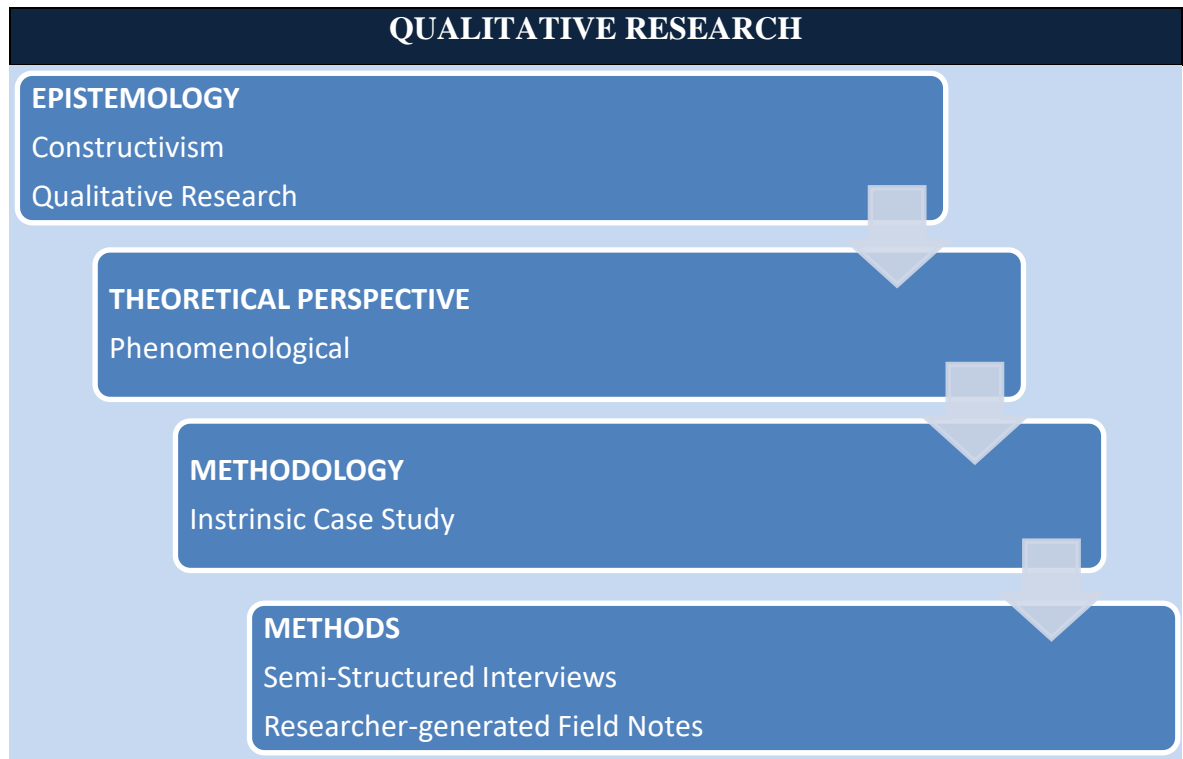 QUALITATIVE RESEARCH
EPISTEMOLOGY
Constructivism
Qualitative Research
THEORETICAL PERSPECTIVE
Phenomenological
METHODOLOGY
Instrinsic Case Study
METHODS
Semi-Structured Interviews
Researcher-generated Field Notes